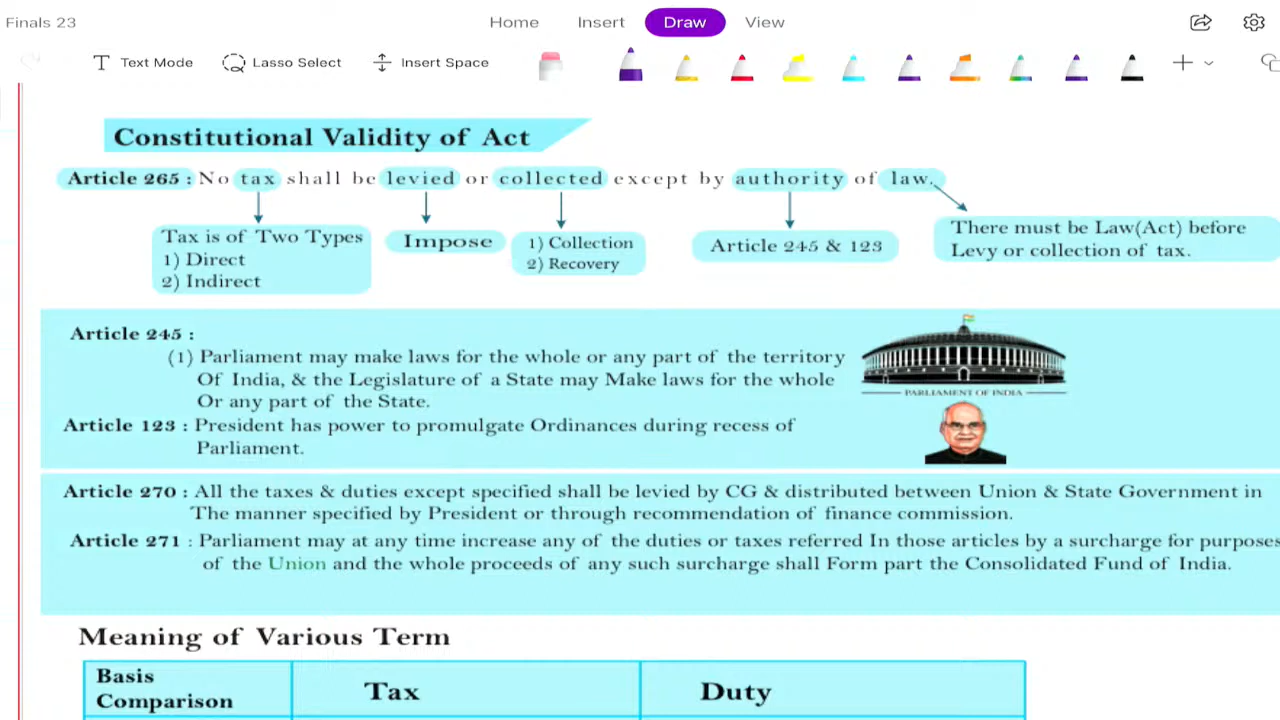 Finals 23
Home Insert Draw View
Text Mode Lasso Select Insert Space
Constitutional Validity of Act
Article 265 : No tax shall be levied or collected except by authority of law.
Tax is of Two Types
1) Direct
2) Indirect
Impose
1) Collection
2) Recovery
Article 245 & 123
There must be Law(Act) before
Levy or collection of tax.
Article 245 :
(1) Parliament may make laws for the whole or any part of the territory
Of India, & the Legislature of a State may Make laws for the whole
Or any part of the State.
PARLIAMENT OF INDIA
Article 123 : President has power to promulgate Ordinances during recess of
Parliament.
Article 270 : All the taxes & duties except specified shall be levied by CG & distributed between Union & State Government in
The manner specified by President or through recommendation of finance commission.
Article 271 : Parliament may at any time increase any of the duties or taxes referred In those articles by a surcharge for purposes
of the Union and the whole proceeds of any such surcharge shall Form part the Consolidated Fund of India.
Meaning of Various Term
Basis
Comparison
Tax
Duty